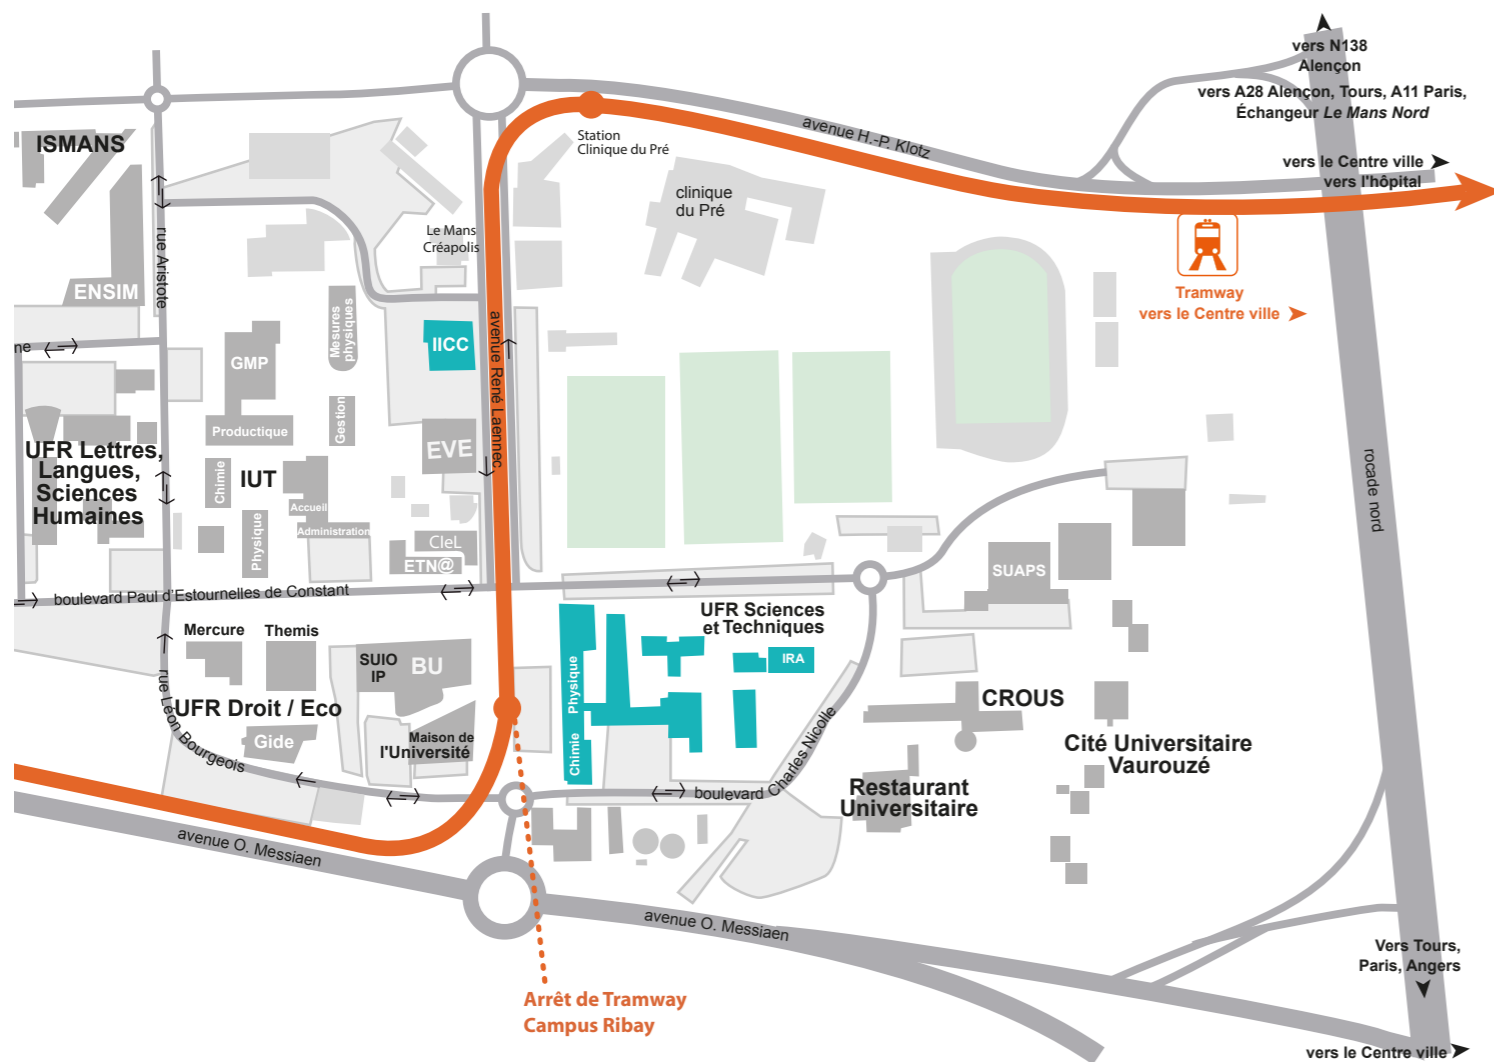 vers N138
Alençon
vers A28 Alençon, Tours, A11 Paris,
Échangeur Le Mans Nord
avenue H.-P. Klotz
Station
Clinique du Pré
ISMANS
vers le Centre ville
vers l'hôpital
clinique
du Pré
Le Mans
Créapolis
rue Aristote
ENSIM
Tramway
vers le Centre ville
Mesures
physiques
IICC
avenue René Laennec
ne
GMP
Productique
Gestion
EVE
UFR Lettres,
Langues,
Sciences
Humaines
Chimie
IUT
Accueil
Administration
Physique
CIeL
ETN@
rocade nord
SUAPS
boulevard Paul d'Estournelles de Constant
UFR Sciences
et Techniques
Mercure
Themis
SUIO
IP
BU
IRA
Physique
Chimie
rue Léon Bourgeois
UFR Droit / Eco
Gide
Maison de
l'Université
CROUS
Cité Universitaire
Vaurouzé
boulevard Charles Nicolle
Restaurant
Universitaire
avenue O. Messiaen
avenue O. Messiaen
Vers Tours,
Paris, Angers
Arrêt de Tramway
Campus Ribay
vers le Centre ville